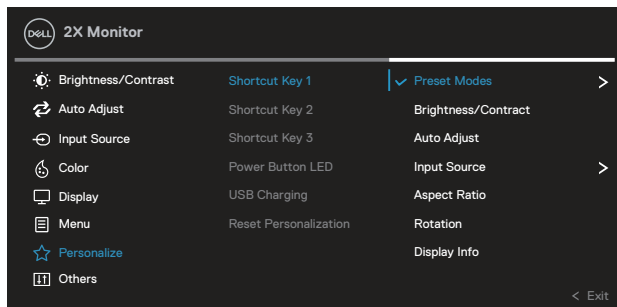 DELL 2X Monitor
Brightness/Contrast
Auto Adjust
Input Source
Color
Display
Menu
Personalize
Others
Shortcut Key 1
Shortcut Key 2
Shortcut Key 3
Power Button LED
USB Charging
Reset Personalization
Preset Modes >
Brightness/Contract
Auto Adjust
Input Source >
Aspect Ratio
Rotation
Display Info
< Exit